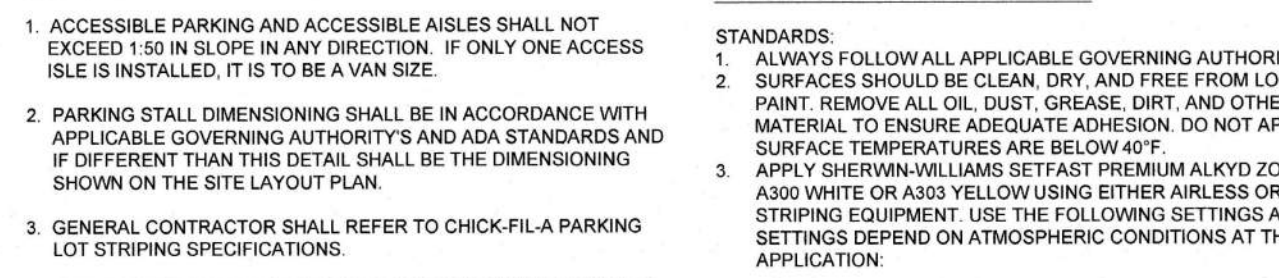 1. ACCESSIBLE PARKING AND ACCESSIBLE AISLES SHALL NOT
EXCEED 1:50 IN SLOPE IN ANY DIRECTION. IF ONLY ONE ACCESS
ISLE IS INSTALLED, IT IS TO BE A VAN SIZE.
2. PARKING STALL DIMENSIONING SHALL BE IN ACCORDANCE WITH
APPLICABLE GOVERNING AUTHORITY'S AND ADA STANDARDS AND
IF DIFFERENT THAN THIS DETAIL SHALL BE THE DIMENSIONING
SHOWN ON THE SITE LAYOUT PLAN.
3. GENERAL CONTRACTOR SHALL REFER TO CHICK-FIL-A PARKING
LOT STRIPING SPECIFICATIONS.
STANDARDS:
1. ALWAYS FOLLOW ALL APPLICABLE GOVERNING
2. SURFACES SHOULD BE CLEAN, DRY, AND FREE FROM
PAINT. REMOVE ALL OIL, DUST, GREASE, DIRT, AND
MATERIAL TO ENSURE ADEQUATE ADHESION. DO NOT
SURFACE TEMPERATURES ARE BELOW 40°F.
3. APPLY SHERWIN-WILLIAMS SETFAST PREMIUM ALKYD
A300 WHITE OR A303 YELLOW USING EITHER AIRLESS OR
STRIPING EQUIPMENT. USE THE FOLLOWING SETTINGS
SETTINGS DEPEND ON ATMOSPHERIC CONDITIONS AT
APPLICATION: